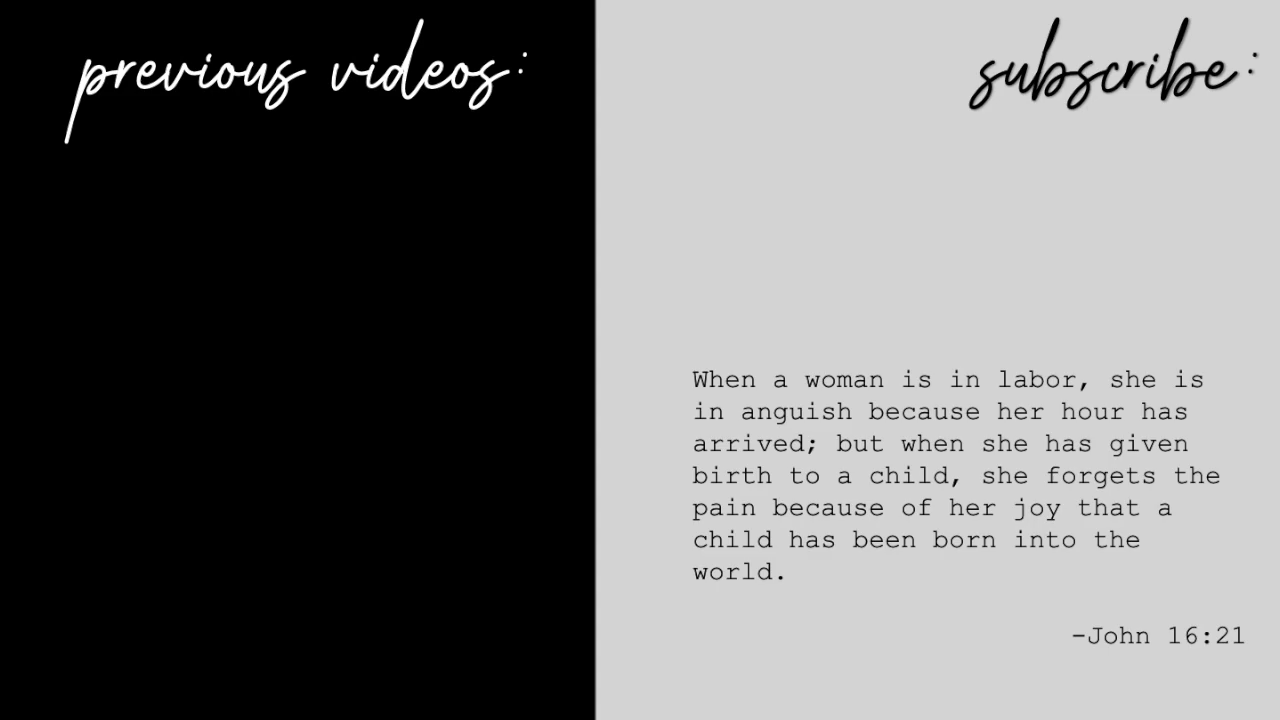 previous videos:
subscribe:
When a woman is in labor, she is
in anguish because her hour has
arrived; but when she has given
birth to a child, she forgets the
pain because of her joy that a
child has been born into the
world.
-John 16:21